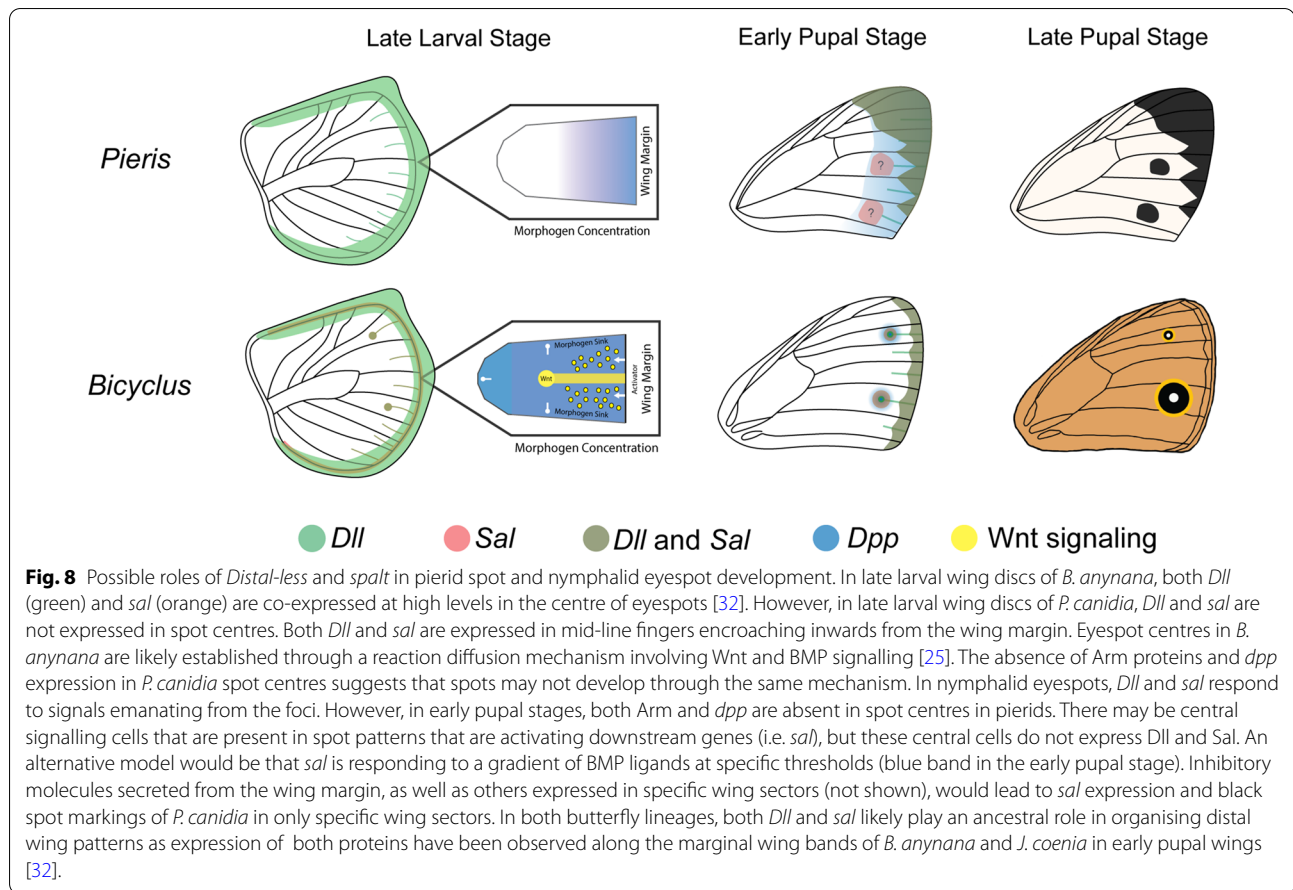 Late Larval Stage
Early Pupal Stage
Late Pupal Stage
Pieris
Wing Margin
Morphogen Concentration
?
?
Bicyclus
Morphogen Sink
Wnt
Activator
Wing Margin
Morphogen Sink
Morphogen Concentration
Dll
Sal
Dll and Sal
Dpp
Wnt signaling
Fig. 8 Possible roles of Distal-less and spalt in pierid spot and nymphalid eyespot development. In late larval wing discs of B. anynana, both Dll
(green) and sal (orange) are co-expressed at high levels in the centre of eyespots [32]. However, in late larval wing discs of P. canidia, Dll and sal are
not expressed in spot centres. Both Dll and sal are expressed in mid-line fingers encroaching inwards from the wing margin. Eyespot centres in B.
anynana are likely established through a reaction diffusion mechanism involving Wnt and BMP signalling [25]. The absence of Arm proteins and dpp
expression in P. canidia spot centres suggests that spots may not develop through the same mechanism. In nymphalid eyespots, Dll and sal respond
to signals emanating from the foci. However, in early pupal stages, both Arm and dpp are absent in spot centres in pierids. There may be central
signalling cells that are present in spot patterns that are activating downstream genes (i.e. sal), but these central cells do not express Dll and Sal. An
alternative model would be that sal is responding to a gradient of BMP ligands at specific thresholds (blue band in the early pupal stage). Inhibitory
molecules secreted from the wing margin, as well as others expressed in specific wing sectors (not shown), would lead to sal expression and black
spot markings of P. canidia in only specific wing sectors. In both butterfly lineages, both Dll and sal likely play an ancestral role in organising distal
wing patterns as expression of both proteins have been observed along the marginal wing bands of B. anynana and J. coenia in early pupal wings
[32].